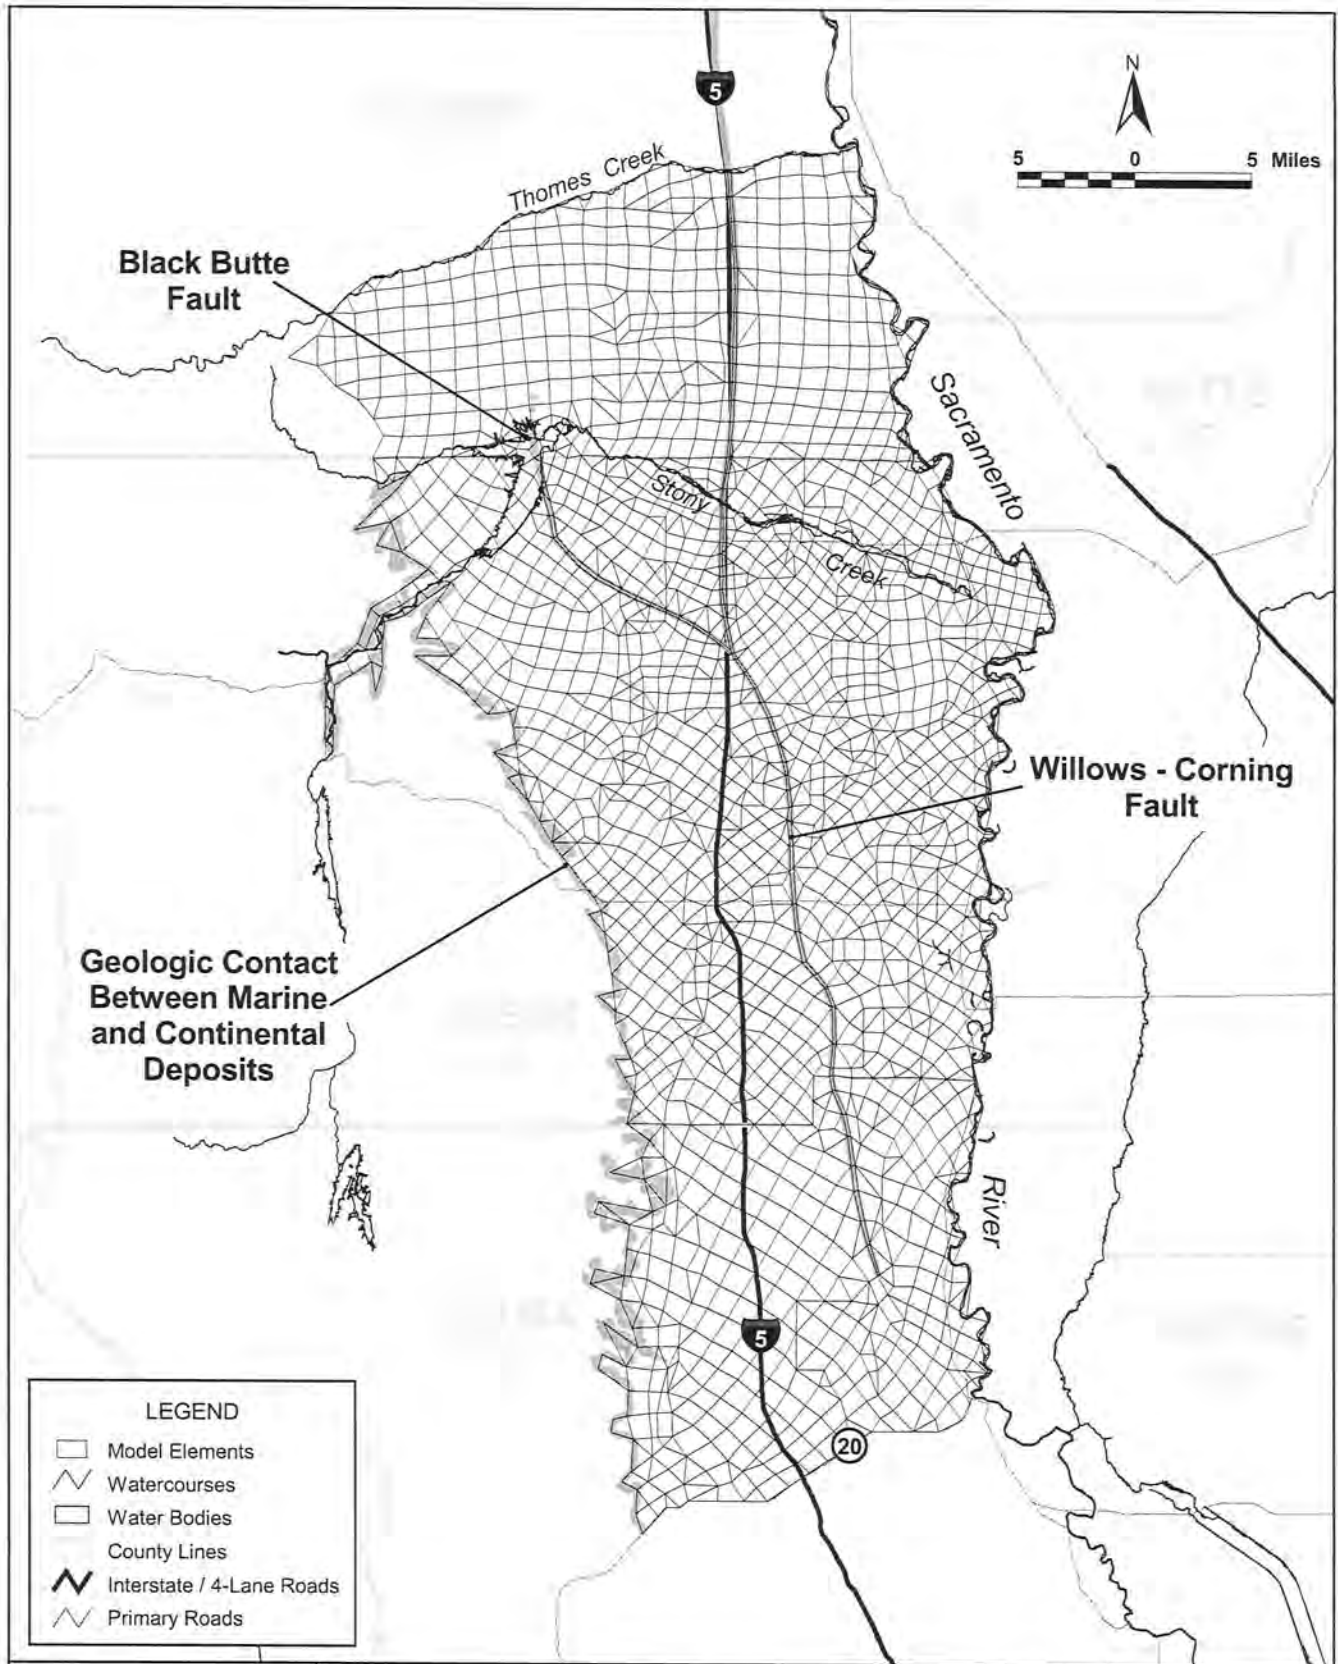 5
N
5 0 5 Miles
Thomes Creek
Black Butte
Fault
Sacramento
Stony
Creek
Willows - Corning
Fault
Geologic Contact
Between Marine
and Continental
Deposits
River
5
20
LEGEND
Model Elements
Watercourses
Water Bodies
County Lines
Interstate / 4-Lane Roads
Primary Roads